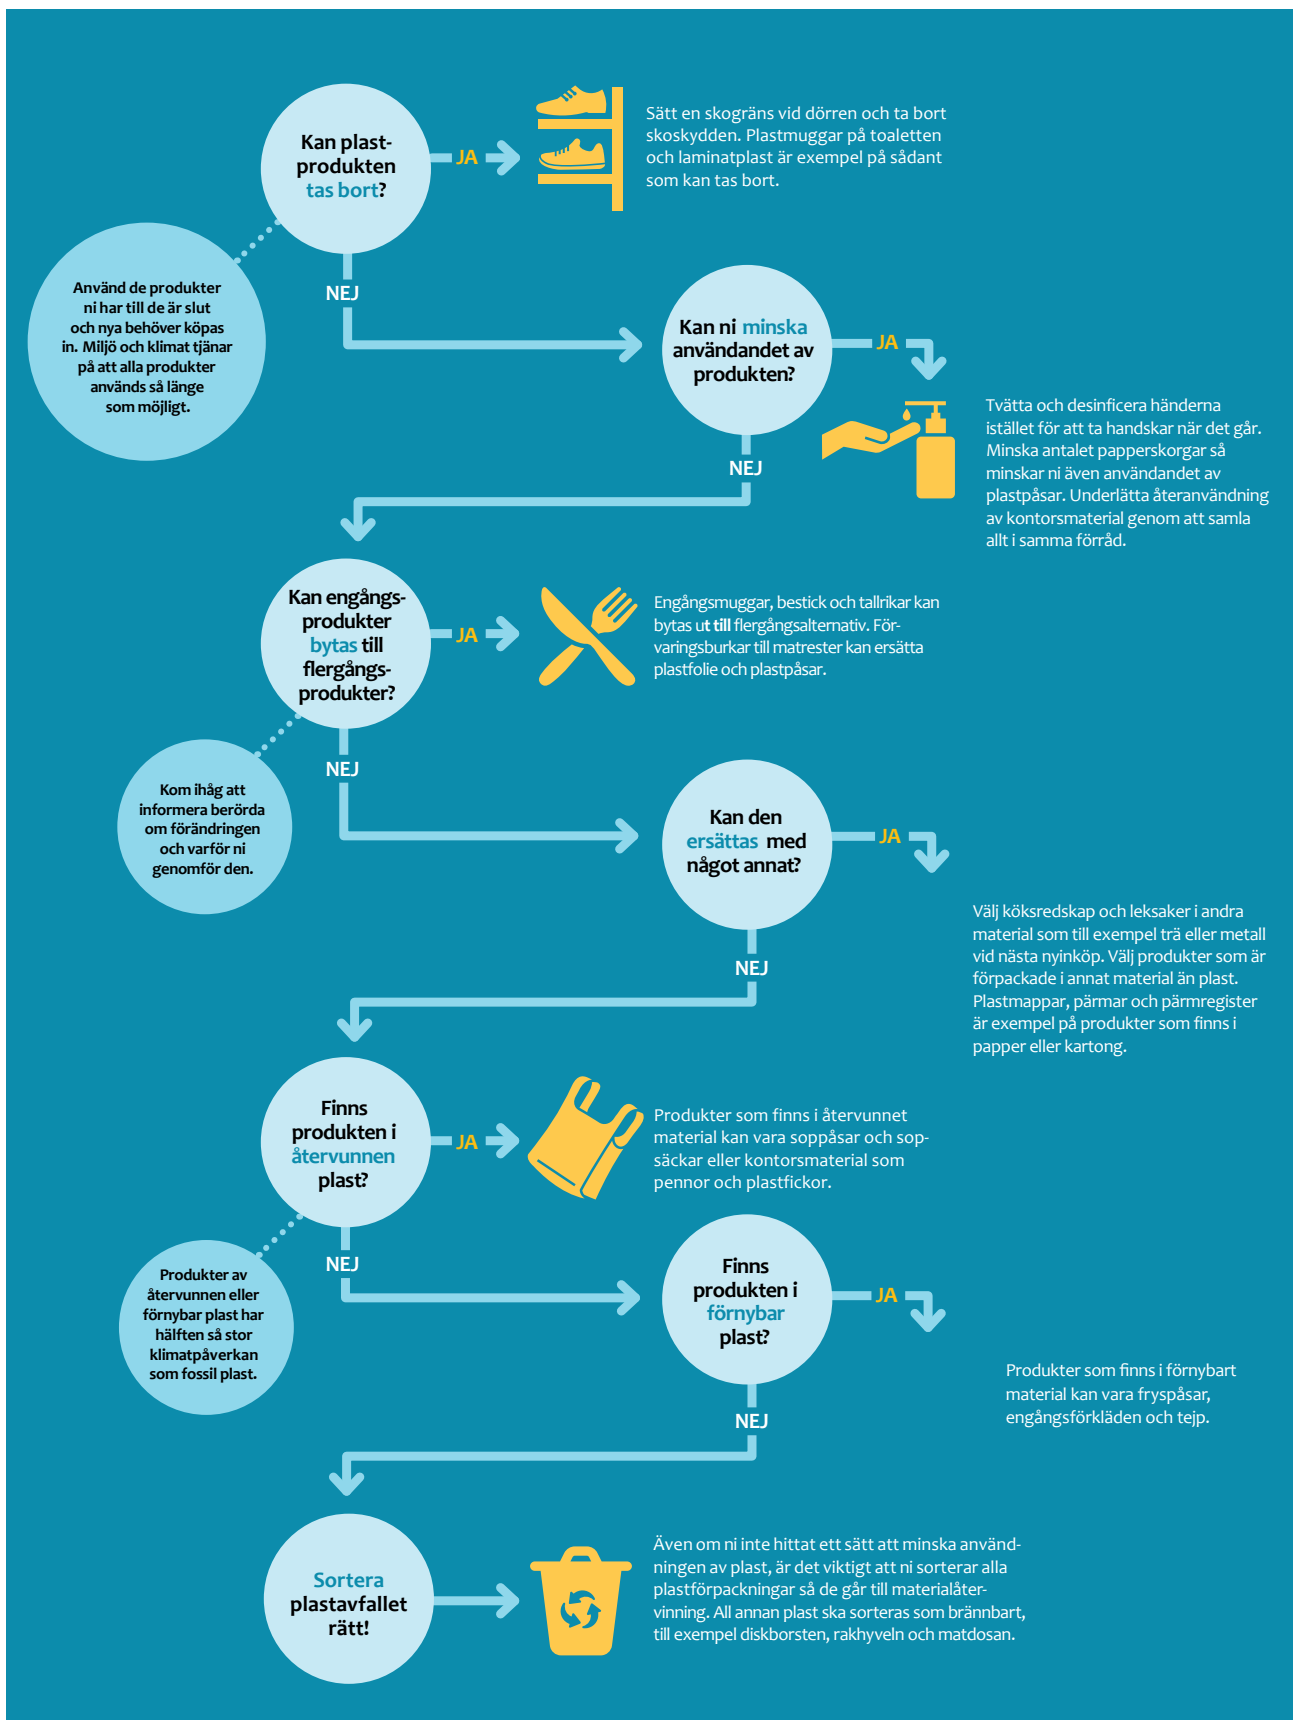 Kan plast-
produkten
tas bort?
JA
Sätt en skogräns vid dörren och ta bort
skoskydden. Plastmuggar på toaletten
och laminatplast är exempel på sådant
som kan tas bort.
Använd de produkter
ni har till de är slut
och nya behöver köpas
in. Miljö och klimat tjänar
på att alla produkter
används så länge
som möjligt.
NEJ
Kan ni minska
användandet av
produkten?
JA
Tvätta och desinficera händerna
istället för att ta handskar när det går.
Minska antalet papperskorgar så
minskar ni även användandet av
plastpåsar. Underlätta återanvändning
av kontorsmaterial genom att samla
allt i samma förråd.
NEJ
Kan engångs-
produkter
bytas till
flergångs-
produkter?
JA
Engångsmuggar, bestick och tallrikar kan
bytas ut till flergångsalternativ. För-
varingsburkar till matrester kan ersätta
plastfolie och plastpåsar.
Kom ihåg att
informera berörda
om förändringen
och varför ni
genomför den.
NEJ
Kan den
ersättas med
något annat?
JA
Välj köksredskap och leksaker i andra
material som till exempel trä eller metall
vid nästa nyinköp. Välj produkter som är
förpackade i annat material än plast.
Plastmappar, pärmar och pärmregister
är exempel på produkter som finns i
papper eller kartong.
NEJ
Finns
produkten i
återvunnen
plast?
JA
Produkter som finns i återvunnet
material kan vara soppåsar och sop-
säckar eller kontorsmaterial som
pennor och plastfickor.
Produkter av
återvunnen eller
förnybar plast har
hälften så stor
klimatpåverkan
som fossil plast.
NEJ
Finns
produkten i
förnybar
plast?
JA
Produkter som finns i förnybart
material kan vara fryspåsar,
engångsförkläden och tejp.
NEJ
Sortera
plastavfallet
rätt!
Även om ni inte hittat ett sätt att minska använd-
ningen av plast, är det viktigt att ni sorterar alla
plastförpackningar så de går till materialåter-
vinning. All annan plast ska sorteras som brännbart,
till exempel diskborsten, rakhyveln och matdosan.